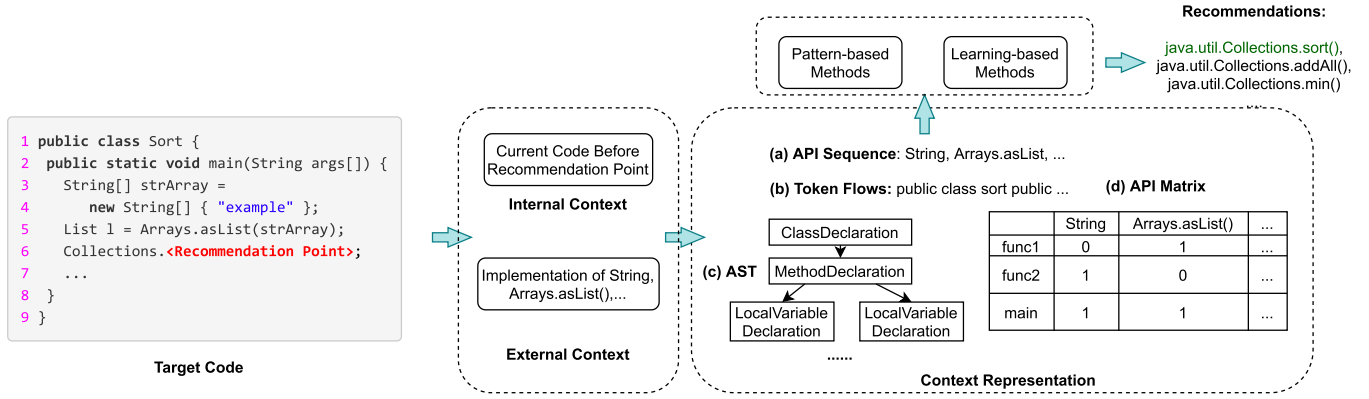 1 public class Sort {
2 public static void main(String args[]) {
3 String[] strArray =
4 new String[] { "example" };
5 List l = Arrays.asList(strArray);
6 Collections.<Recommendation Point>;
7 ...
8 }
9 }
Target Code
Current Code Before
Recommendation Point
Internal Context
Implementation of String,
Arrays.asList(),...
External Context
Pattern-based
Methods
Learning-based
Methods
Recommendations:
java.util.Collections.sort(),
java.util.Collections.addAll(),
java.util.Collections.min()
....
(a) API Sequence: String, Arrays.asList, ...
(b) Token Flows: public class sort public ...
(c) AST
ClassDeclaration
MethodDeclaration
LocalVariable
Declaration
LocalVariable
Declaration
......
(d) API Matrix
String Arrays.asList() ...
func1 0 1 ...
func2 1 0 ...
main 1 1 ...
Context Representation